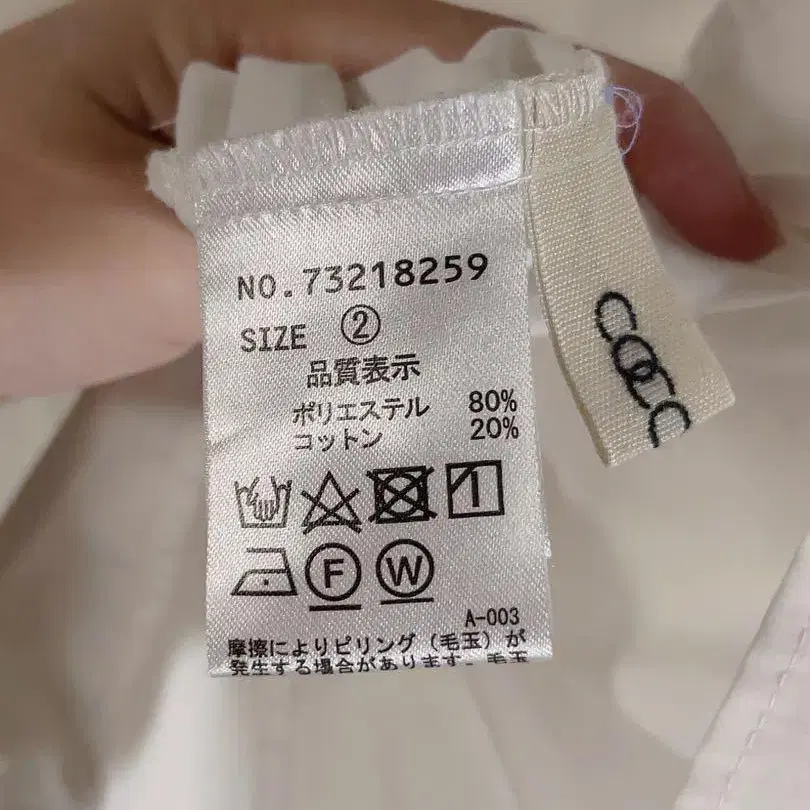 NO.73218259
SIZE ②
品質表示
ポリエステル 80%
コットン 20%
F W
A-003
摩擦によりピリング(毛玉)が
発生する場合があります。毛玉